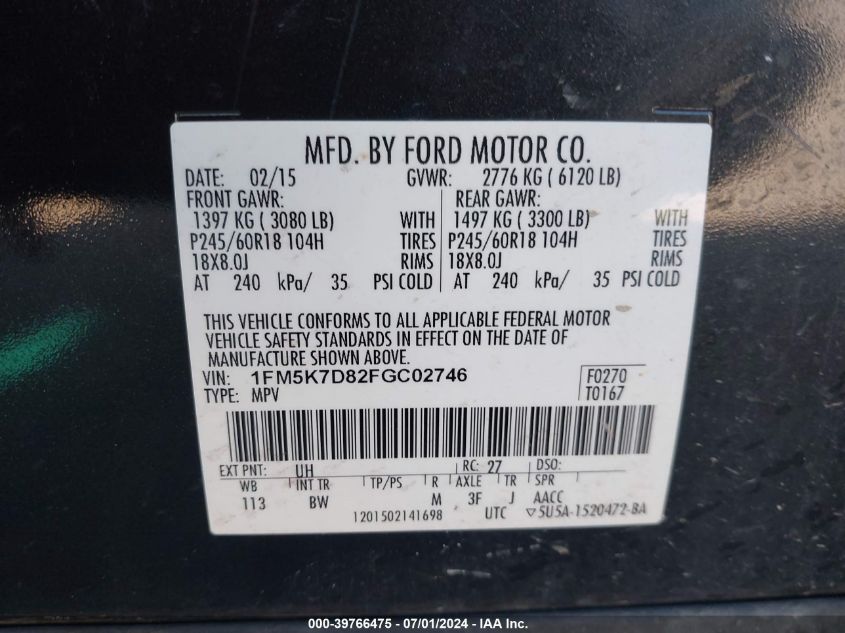 MFD. BY FORD MOTOR CO.
DATE: 02/15 GVWR: 2776 KG ( 6120 LB)
FRONT GAWR: REAR GAWR:
1397 KG ( 3080 LB) WITH 1497 KG ( 3300 LB) WITH
P245/60R18 104H TIRES P245/60R18 104H TIRES
18X8.0J RIMS 18X8.0J RIMS
AT 240 kPa/ 35 PSI COLD AT 240 kPa/ 35 PSI COLD
THIS VEHICLE CONFORMS TO ALL APPLICABLE FEDERAL MOTOR
VEHICLE SAFETY STANDARDS IN EFFECT ON THE DATE OF
MANUFACTURE SHOWN ABOVE.
VIN: 1FM5K7D82FGC02746 F0270
TYPE: MPV T0167
EXT PNT: UH RC: 27 DSO:
WB INT TR TP/PS R AXLE TR SPR
113 BW M 3F J AACC
1201502141698 UTC ▽5U5A-1520472-BA
000-39766475 - 07/01/2024 - IAA Inc.